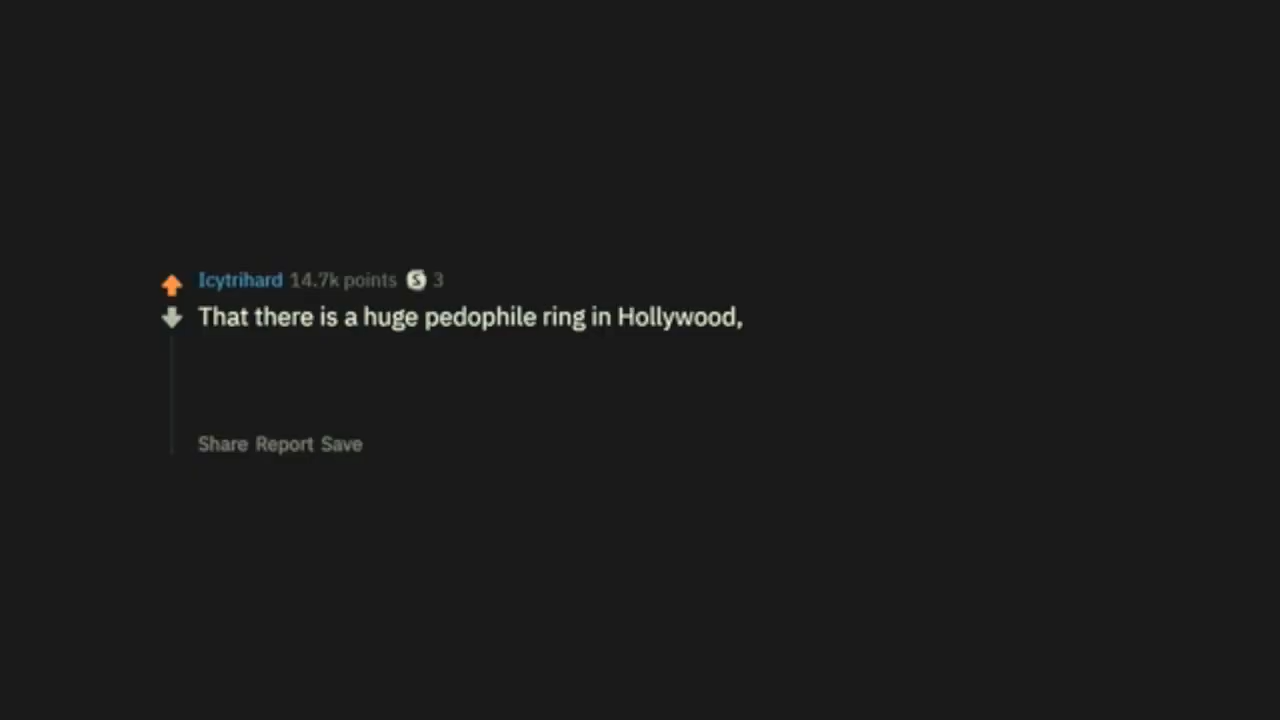 Icytrihard 14.7k points S 3
That there is a huge pedophile ring in Hollywood,
Share Report Save